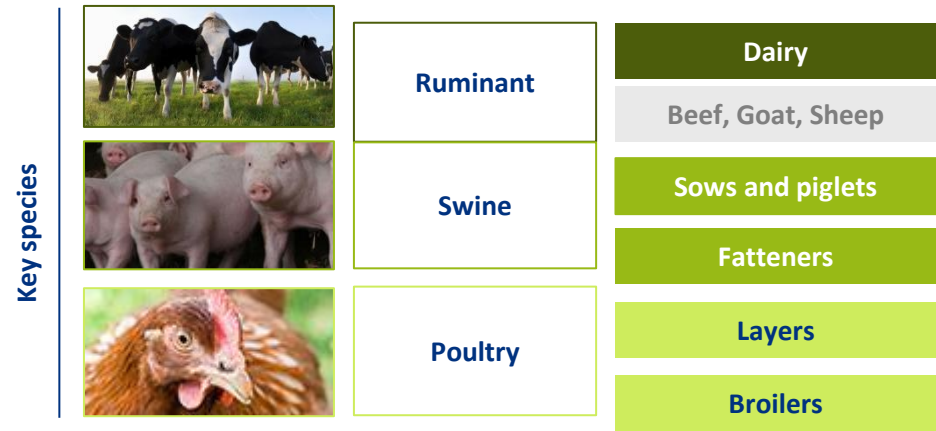 Key species
Ruminant
Dairy
Beef, Goat, Sheep
Swine
Sows and piglets
Fatteners
Poultry
Layers
Broilers